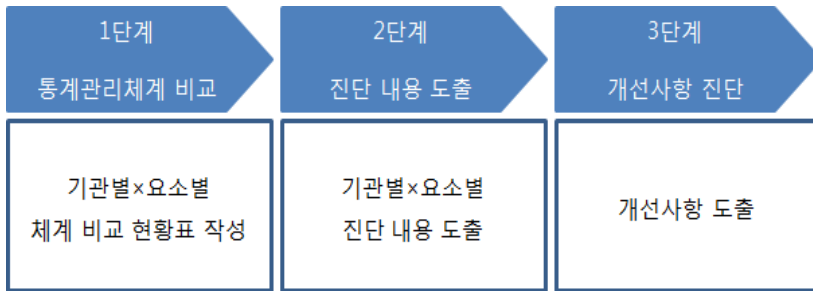 1단계
통계관리체계 비교
2단계
진단 내용 도출
3단계
개선사항 진단
기관별×요소별
체계 비교 현황표 작성
기관별×요소별
진단 내용 도출
개선사항 도출